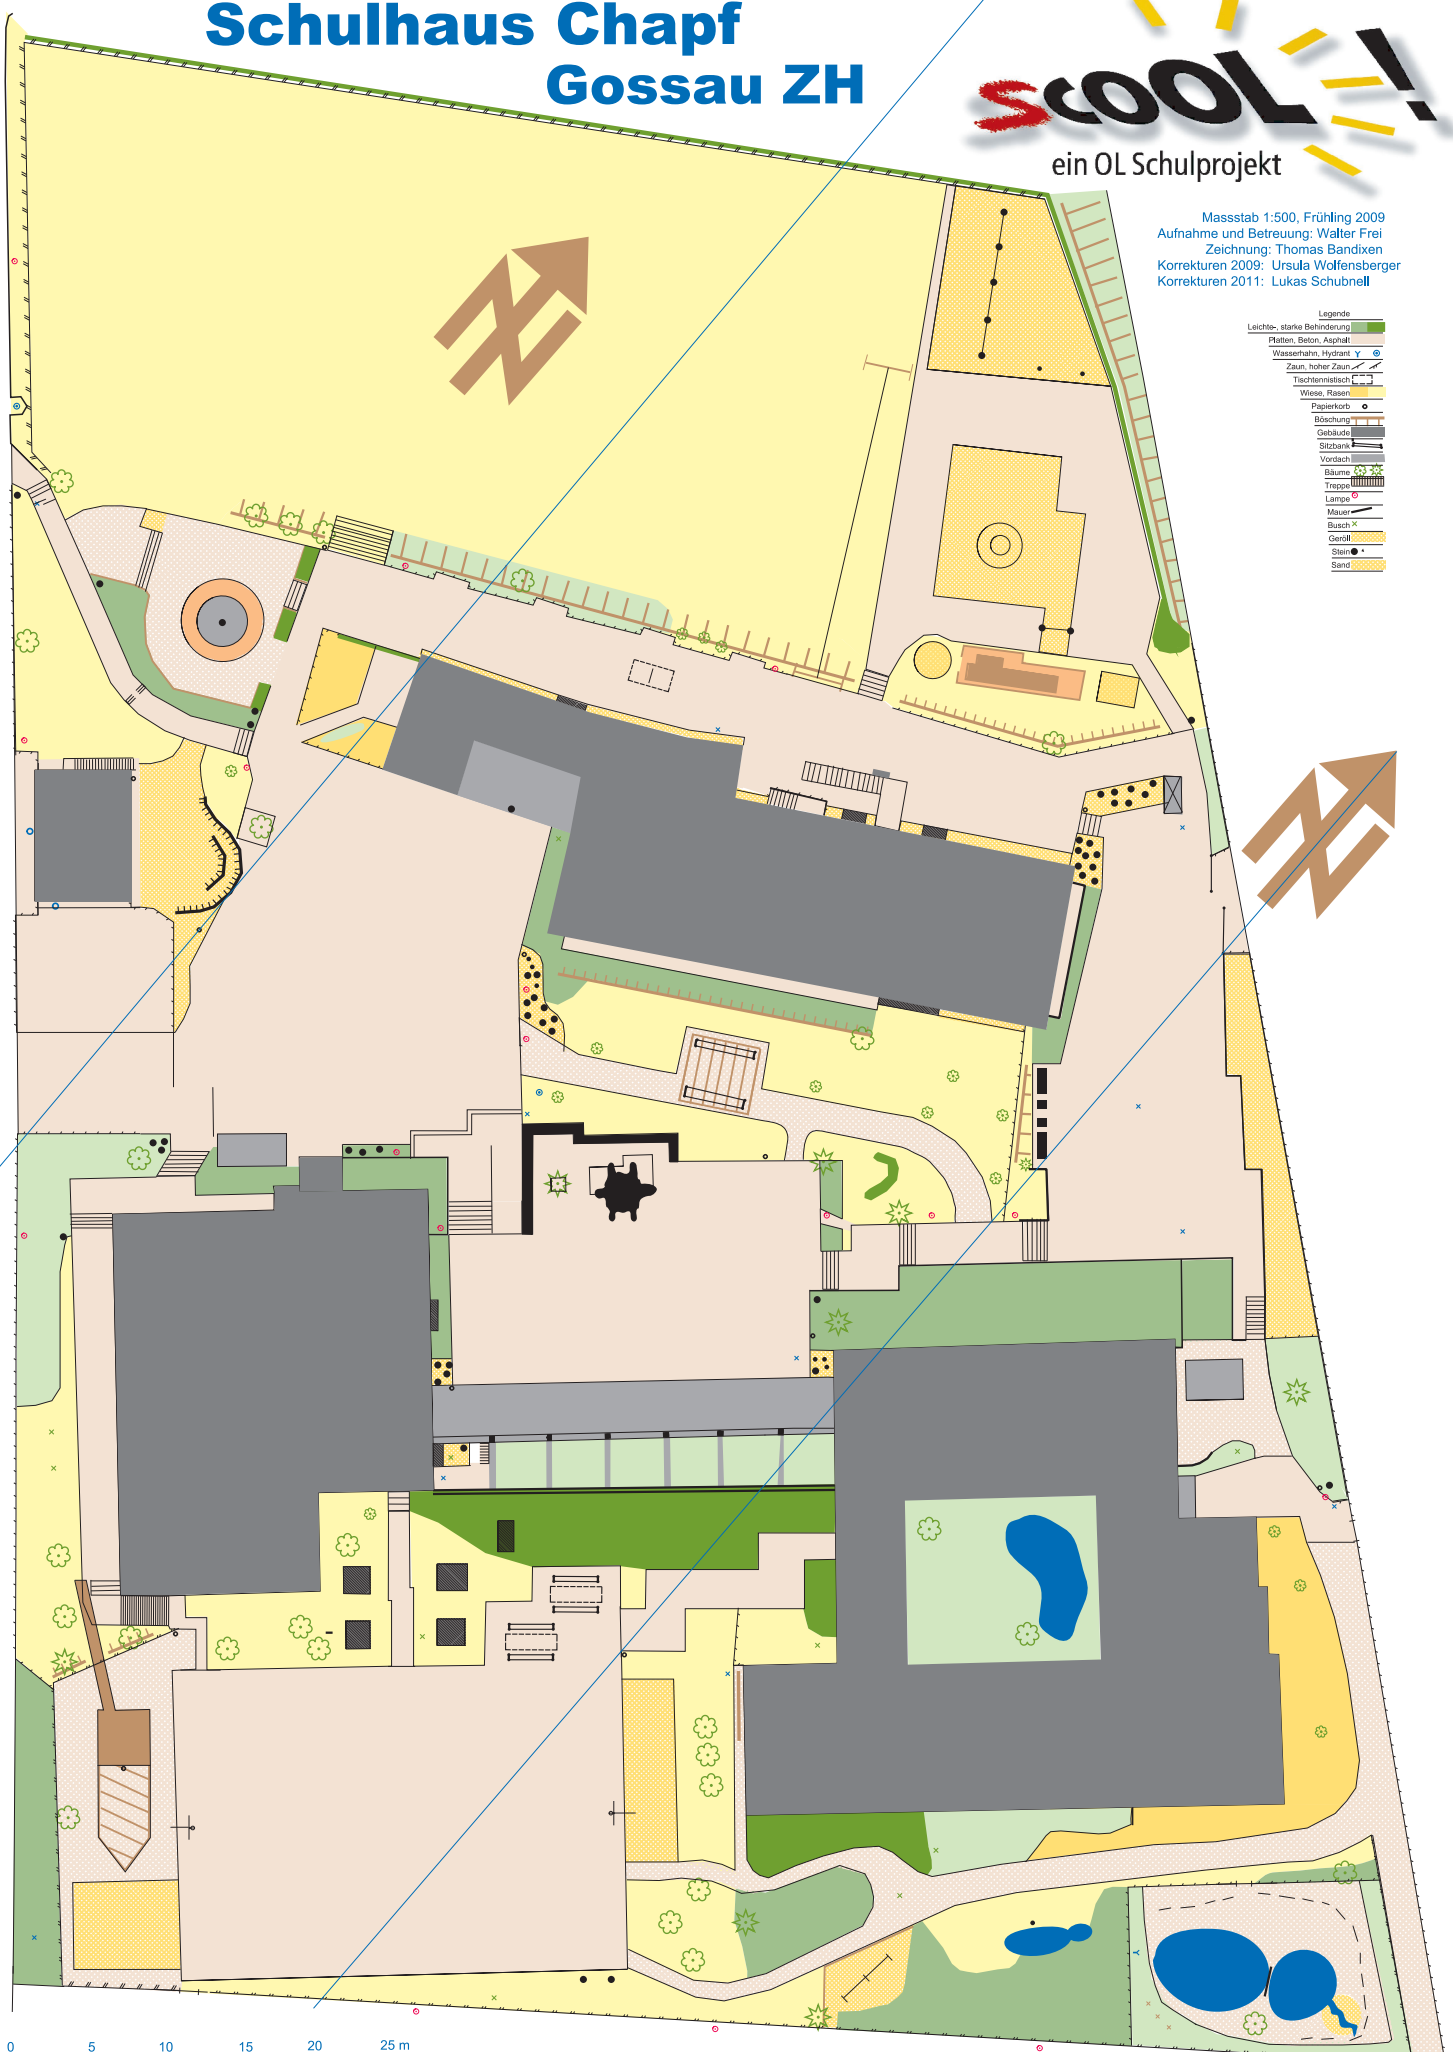 Schulhaus Chapf
Gossau ZH
scOOL!
ein OL Schulprojekt
Massstab 1:500, Frühling 2009
Aufnahme und Betreuung: Walter Frei
Zeichnung: Thomas Bandixen
Korrekturen 2009: Ursula Wolfensberger
Korrekturen 2011: Lukas Schubnell
Legende
Leichte-, starke Behinderung
Platten, Beton, Asphalt
Wasserhahn, Hydrant
Zaun, hoher Zaun
Tischtennistisch
Wiese, Rasen
Papierkorb
Böschung
Gebäude
Sitzbank
Vordach
Bäume
Treppe
Lampe
Mauer
Busch
Geröll
Stein
Sand
0 5 10 15 20 25 m